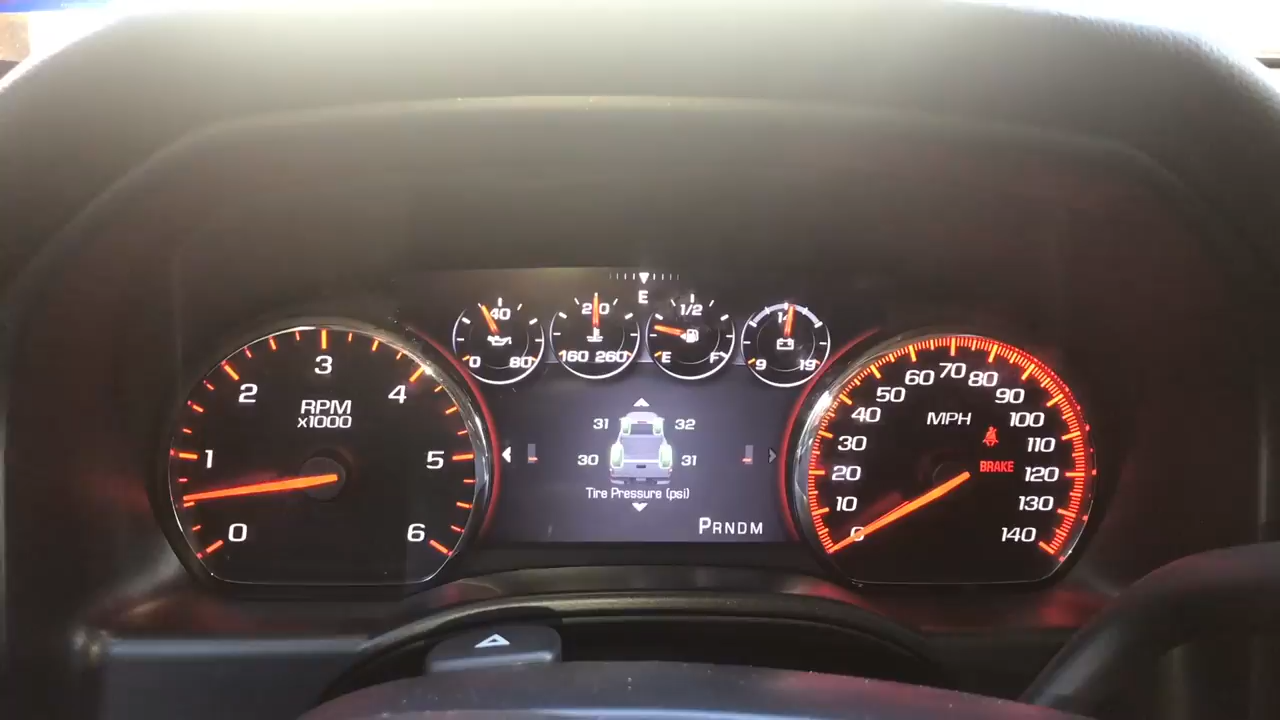 E
40
0 80
210
160 260
1/2
E F
14
9 19
RPM
x1000
0 1 2 3 4 5 6
31 32
30 31
Tire Pressure (psi)
PRNDM
MPH
0 10 20 30 40 50 60 70 80 90 100 110 120 130 140
BRAKE